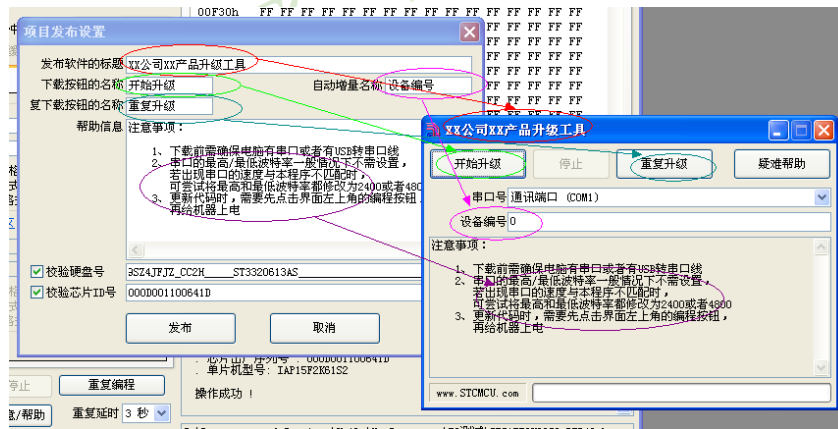 00F30h FF FF FF FF FF FF FF FF FF FF FF FF FF FF FF FF
项目发布设置
发布软件的标题 XX公司XX产品升级工具
下载按钮的名称 开始升级 自动增量名称 设备编号
复下载按钮的名称 重复升级
帮助信息 注意事项：
1、下载前需确保电脑有串口或者有USB转串口线
2、串口的最高/最低波特率一般情况下不需设置，
若出现串口的速度与本程序不匹配时，
可尝试将最高和最低波特率都修改为2400或者480
3、更新代码时，需要先点击界面左上角的编程按钮，
再给机器上电
校验硬盘号 9SZ4JFJZ_CC2H_____ST3320613AS
校验芯片ID号 000D001100641D
发布 取消
XX公司XX产品升级工具
开始升级 停止 重复升级 疑难帮助
串口号 通讯端口 (COM1)
设备编号 0
注意事项：
1、下载前需确保电脑有串口或者有USB转串口线
2、串口的最高/最低波特率一般情况下不需设置，
若出现串口的速度与本程序不匹配时，
可尝试将最高和最低波特率都修改为2400或者4800
3、更新代码时，需要先点击界面左上角的编程按钮，
再给机器上电
www.STCMCU.com
. 芯片出厂序列号 : 000D001100641D
. 单片机型号: IAP15F2K61S2
操作成功 !
停止 重复编程
/帮助 重复延时 3 秒